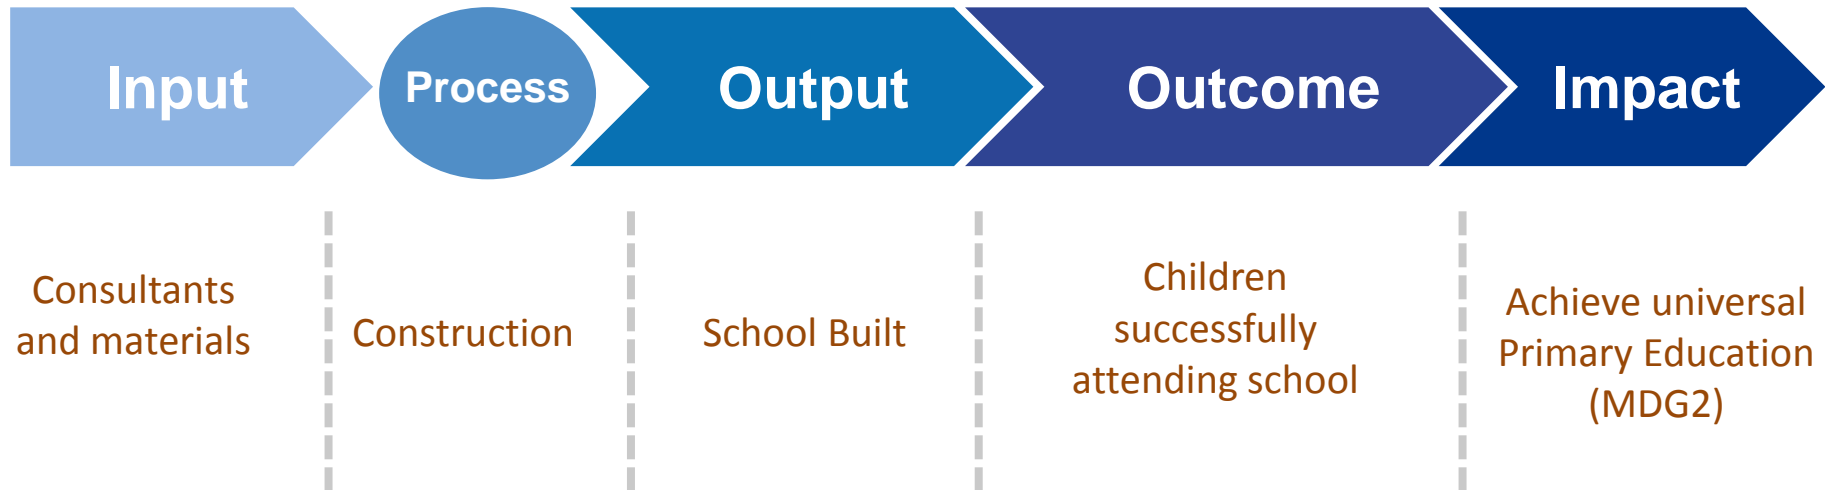 Input
Process
Output
Outcome
Impact
Consultants
and materials
Construction
School Built
Children
successfully
attending school
Achieve universal
Primary Education
(MDG2)